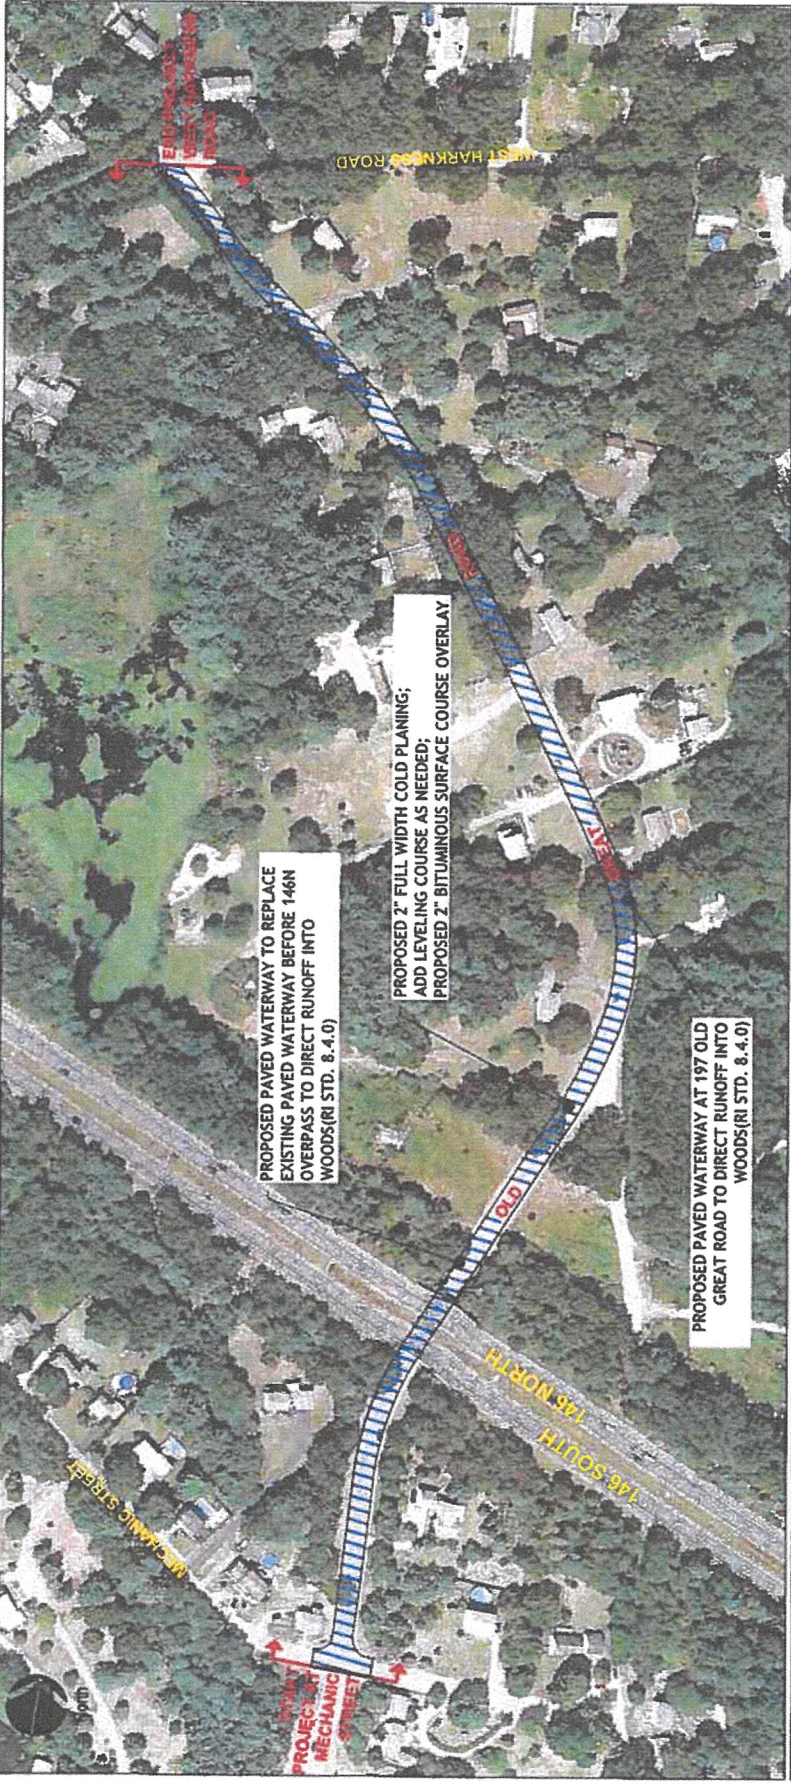 START
PROJECT AT
MECHANIC
STREET
MECHANIC STREET
146 SOUTH
146 NORTH
PROPOSED PAVED WATERWAY TO REPLACE
EXISTING PAVED WATERWAY BEFORE 146N
OVERPASS TO DIRECT RUNOFF INTO
WOODS(RI STD. 8.4.0)
PROPOSED 2" FULL WIDTH COLD PLANING;
ADD LEVELING COURSE AS NEEDED;
PROPOSED 2" BITUMINOUS SURFACE COURSE OVERLAY
PROPOSED PAVED WATERWAY AT 197 OLD
GREAT ROAD TO DIRECT RUNOFF INTO
WOODS(RI STD. 8.4.0)
OLD
GREAT
ROAD
WEST HARKNESS ROAD
END PROJECT
WEST HARKNESS
ROAD